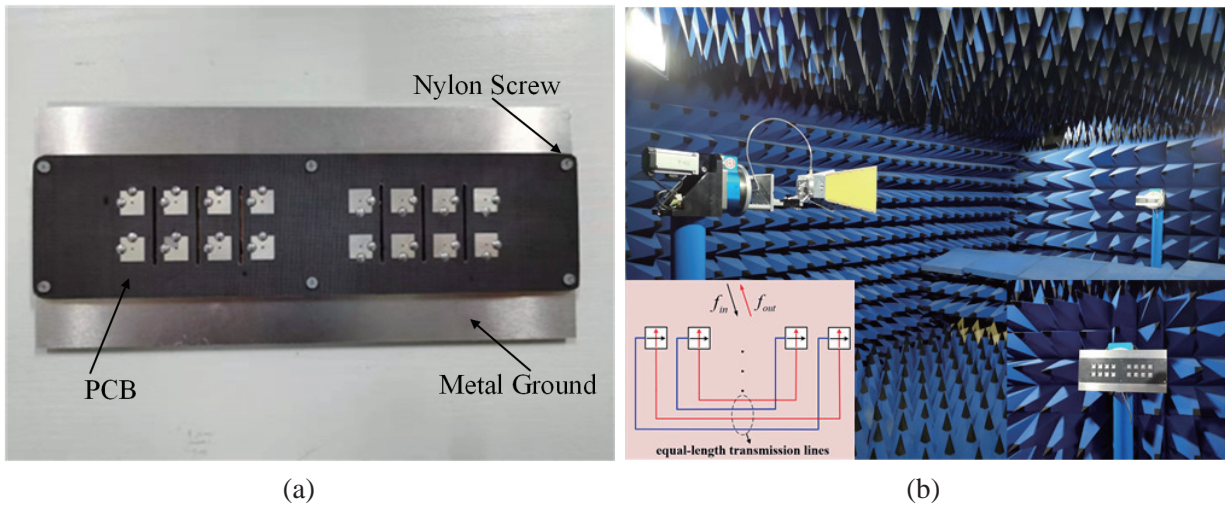 Nylon Screw
PCB
Metal Ground
f_in f_out
equal-length transmission lines
(a)
(b)